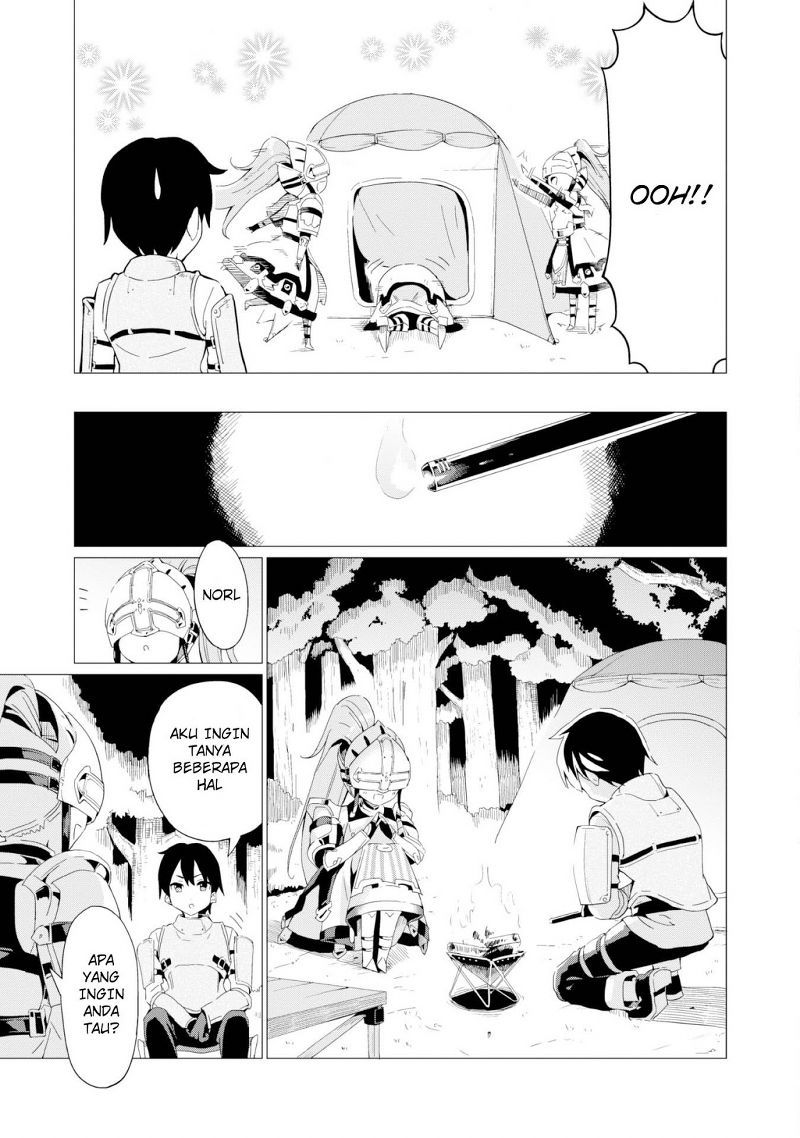 OOH!!
NORL
AKU INGIN
TANYA
BEBERAPA
HAL
APA
YANG
INGIN
ANDA
TAU?